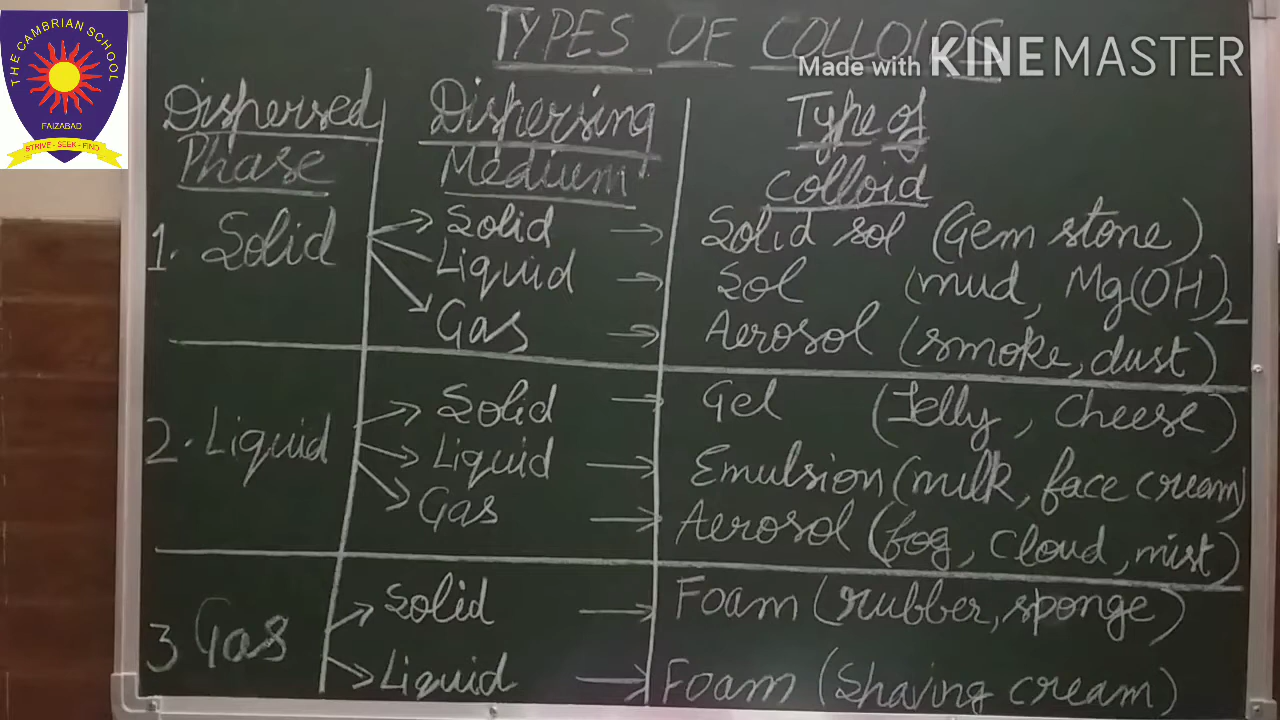 THE CAMBRIAN SCHOOL
FAIZABAD
STRIVE - SEEK - FIND
TYPES OF COLLOIDS
Made with KINEMASTER
Dispersed Phase
Dispersing Medium
Type of colloid
1. Solid
Solid → Solid sol (Gem stone)
Liquid → Sol (mud, Mg(OH)2
Gas → Aerosol (smoke, dust)
2. Liquid
Solid → Gel (Jelly, Cheese)
Liquid → Emulsion (milk, face cream)
Gas → Aerosol (fog, cloud, mist)
3 Gas
Solid → Foam (rubber, sponge)
Liquid → Foam (Shaving cream)